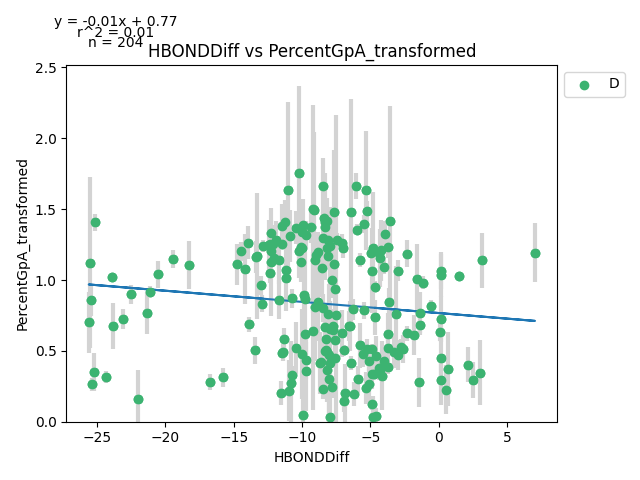 y = -0.01x + 0.77
r^2 = 0.01
n = 204
HBONDDiff vs PercentGpA_transformed
D
PercentGpA_transformed
2.5
2.0
1.5
1.0
0.5
0.0
−25
−20
−15
−10
−5
0
5
HBONDDiff